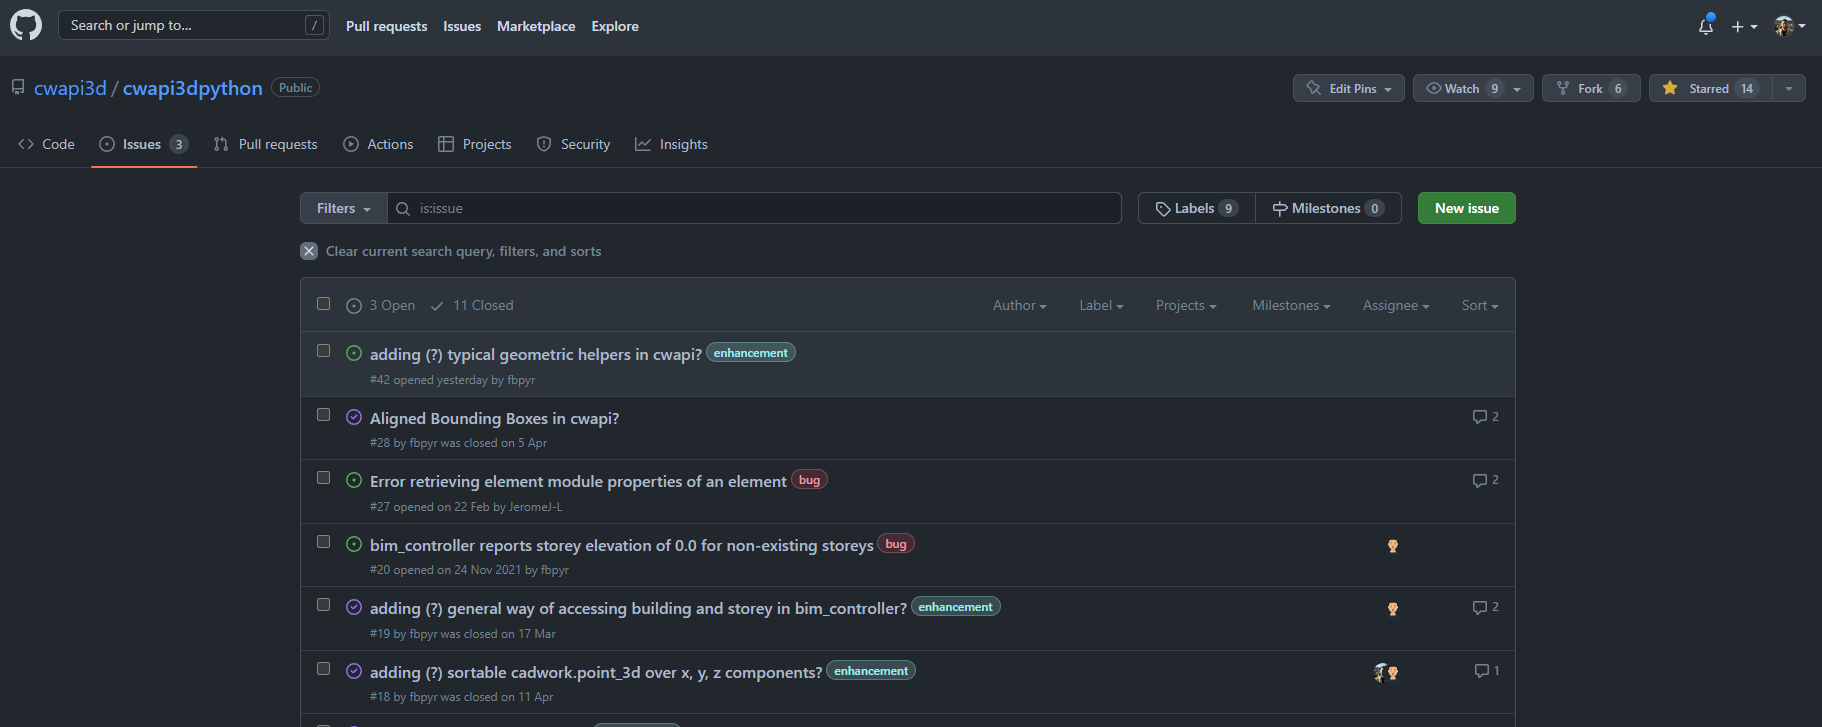 Search or jump to... / Pull requests Issues Marketplace Explore
cwapi3d / cwapi3dpython Public Edit Pins Watch 9 Fork 6 Starred 14
Code Issues 3 Pull requests Actions Projects Security Insights
Filters is:issue Labels 9 Milestones 0 New issue
Clear current search query, filters, and sorts
3 Open 11 Closed Author Label Projects Milestones Assignee Sort
adding (?) typical geometric helpers in cwapi? enhancement
#42 opened yesterday by fbpyr
Aligned Bounding Boxes in cwapi? 2
#28 by fbpyr was closed on 5 Apr
Error retrieving element module properties of an element bug 2
#27 opened on 22 Feb by JeromeJ-L
bim_controller reports storey elevation of 0.0 for non-existing storeys bug
#20 opened on 24 Nov 2021 by fbpyr
adding (?) general way of accessing building and storey in bim_controller? enhancement 2
#19 by fbpyr was closed on 17 Mar
adding (?) sortable cadwork.point_3d over x, y, z components? enhancement 1
#18 by fbpyr was closed on 11 Apr